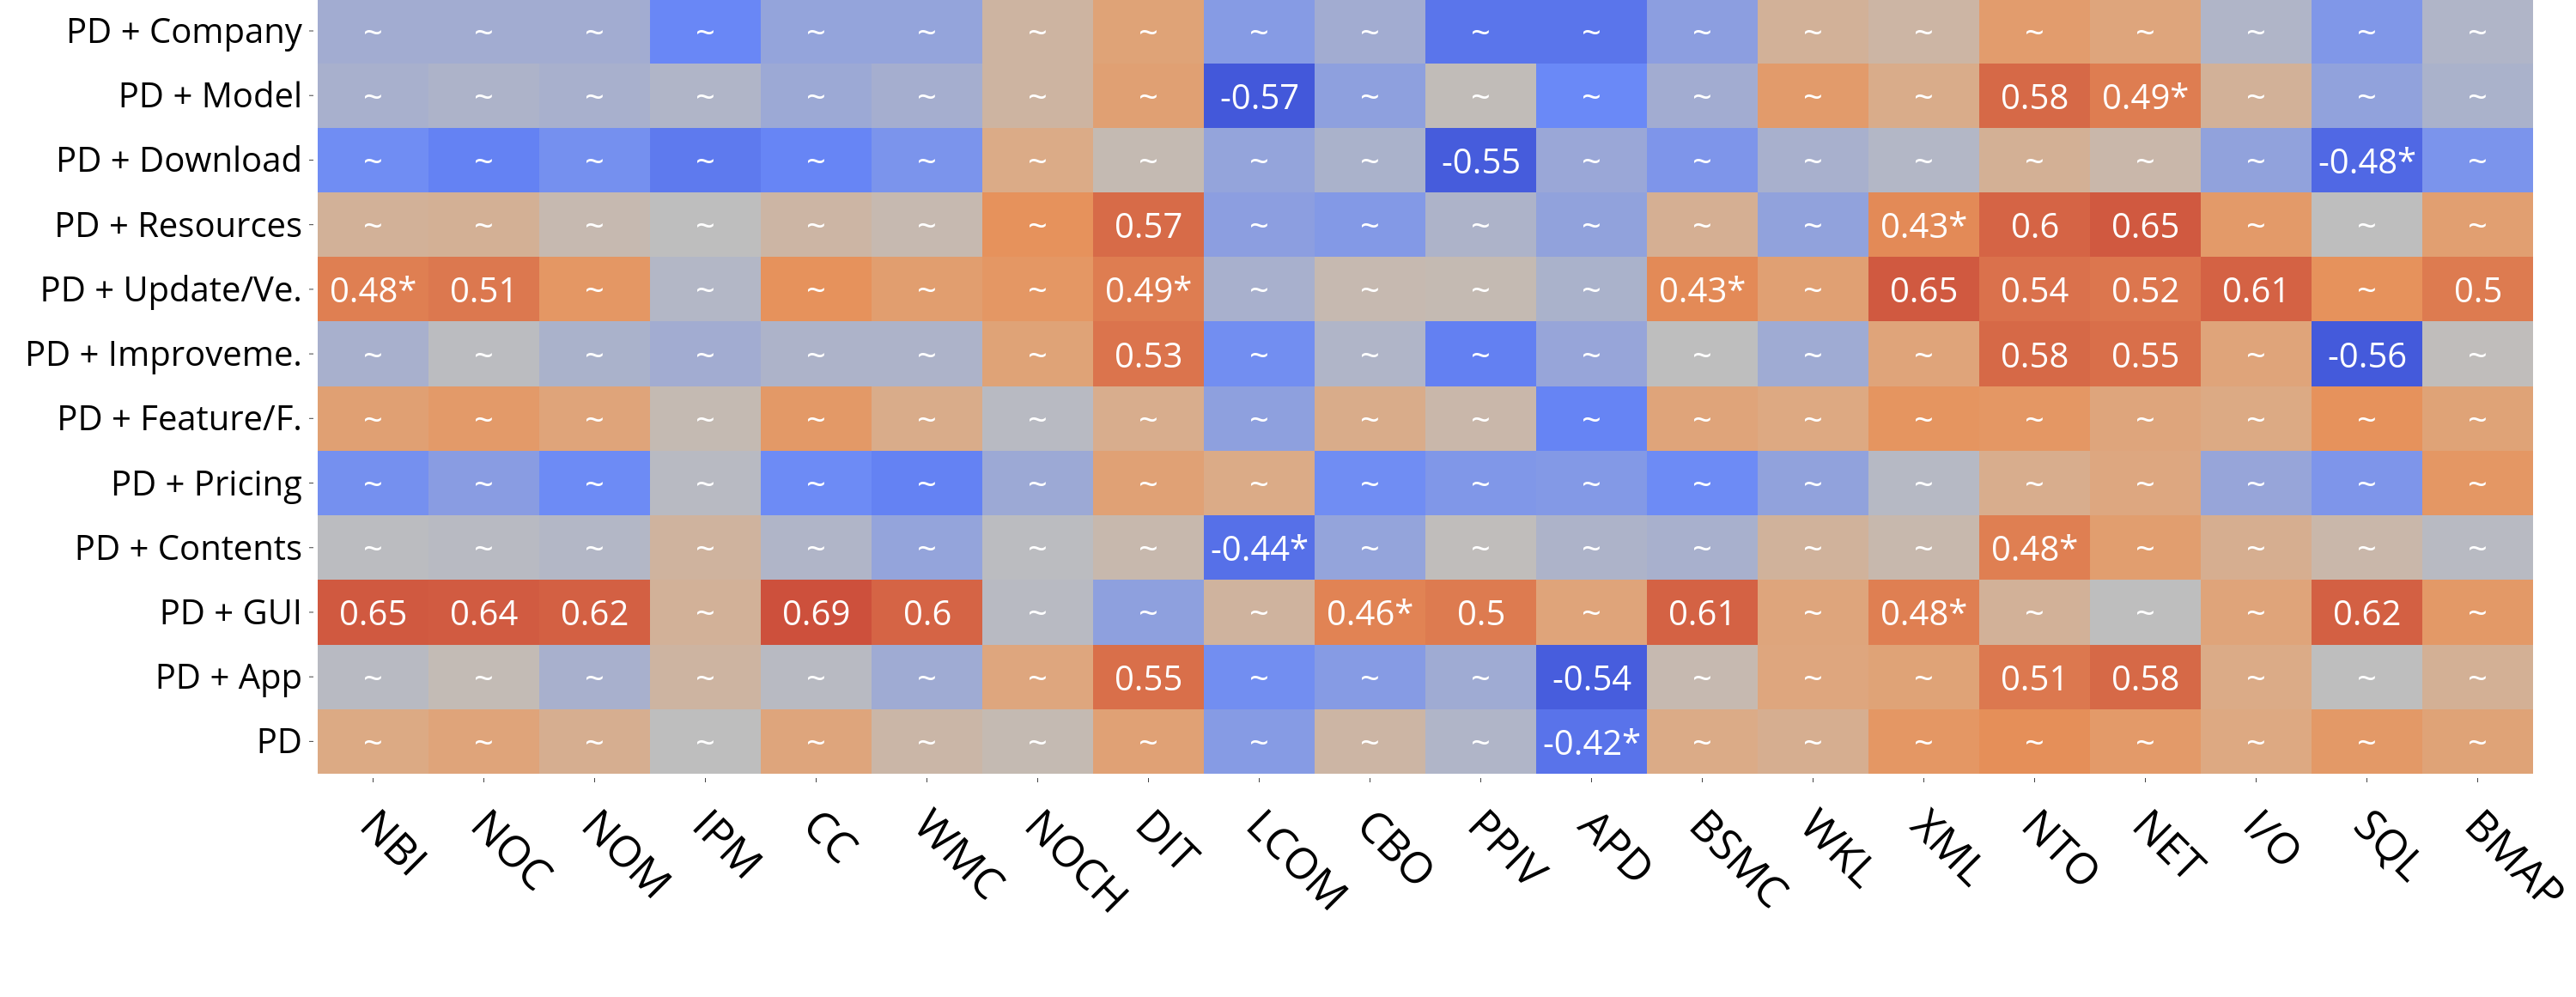 PD + Company ~ ~ ~ ~ ~ ~ ~ ~ ~ ~ ~ ~ ~ ~ ~ ~ ~ ~ ~ ~
PD + Model ~ ~ ~ ~ ~ ~ ~ ~ -0.57 ~ ~ ~ ~ ~ ~ 0.58 0.49* ~ ~ ~
PD + Download ~ ~ ~ ~ ~ ~ ~ ~ ~ ~ -0.55 ~ ~ ~ ~ ~ ~ ~ -0.48* ~
PD + Resources ~ ~ ~ ~ ~ ~ ~ 0.57 ~ ~ ~ ~ ~ ~ 0.43* 0.6 0.65 ~ ~ ~
PD + Update/Ve. 0.48* 0.51 ~ ~ ~ ~ ~ 0.49* ~ ~ ~ ~ 0.43* ~ 0.65 0.54 0.52 0.61 ~ 0.5
PD + Improveme. ~ ~ ~ ~ ~ ~ ~ 0.53 ~ ~ ~ ~ ~ ~ ~ 0.58 0.55 ~ -0.56 ~
PD + Feature/F. ~ ~ ~ ~ ~ ~ ~ ~ ~ ~ ~ ~ ~ ~ ~ ~ ~ ~ ~ ~
PD + Pricing ~ ~ ~ ~ ~ ~ ~ ~ ~ ~ ~ ~ ~ ~ ~ ~ ~ ~ ~ ~
PD + Contents ~ ~ ~ ~ ~ ~ ~ ~ -0.44* ~ ~ ~ ~ ~ ~ 0.48* ~ ~ ~ ~
PD + GUI 0.65 0.64 0.62 ~ 0.69 0.6 ~ ~ ~ 0.46* 0.5 ~ 0.61 ~ 0.48* ~ ~ ~ 0.62 ~
PD + App ~ ~ ~ ~ ~ ~ ~ 0.55 ~ ~ ~ -0.54 ~ ~ ~ 0.51 0.58 ~ ~ ~
PD ~ ~ ~ ~ ~ ~ ~ ~ ~ ~ ~ -0.42* ~ ~ ~ ~ ~ ~ ~ ~
NBI NOC NOM IPM CC WMC NOCH DIT LCOM CBO PPIV APD BSMC WKL XML NTO NET I/O SQL BMAP